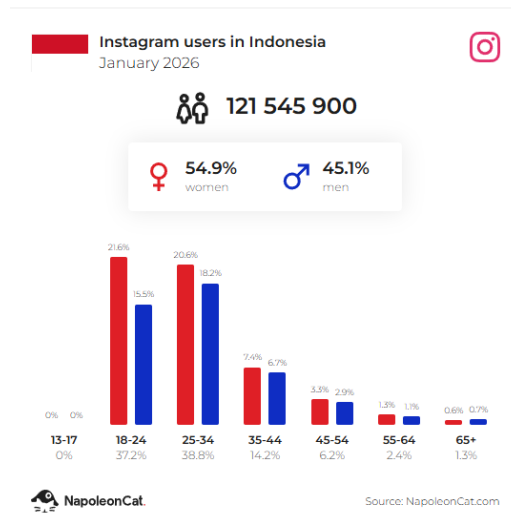 Instagram users in Indonesia
January 2026
121 545 900
54.9% 45.1%
women men
21.6% 15.5% 20.6% 18.2% 7.4% 6.7% 3.3% 2.9% 1.3% 1.1% 0.6% 0.7%
0% 0%
13-17 18-24 25-34 35-44 45-54 55-64 65+
0% 37.2% 38.8% 14.2% 6.2% 2.4% 1.3%
NapoleonCat. Source: NapoleonCat.com